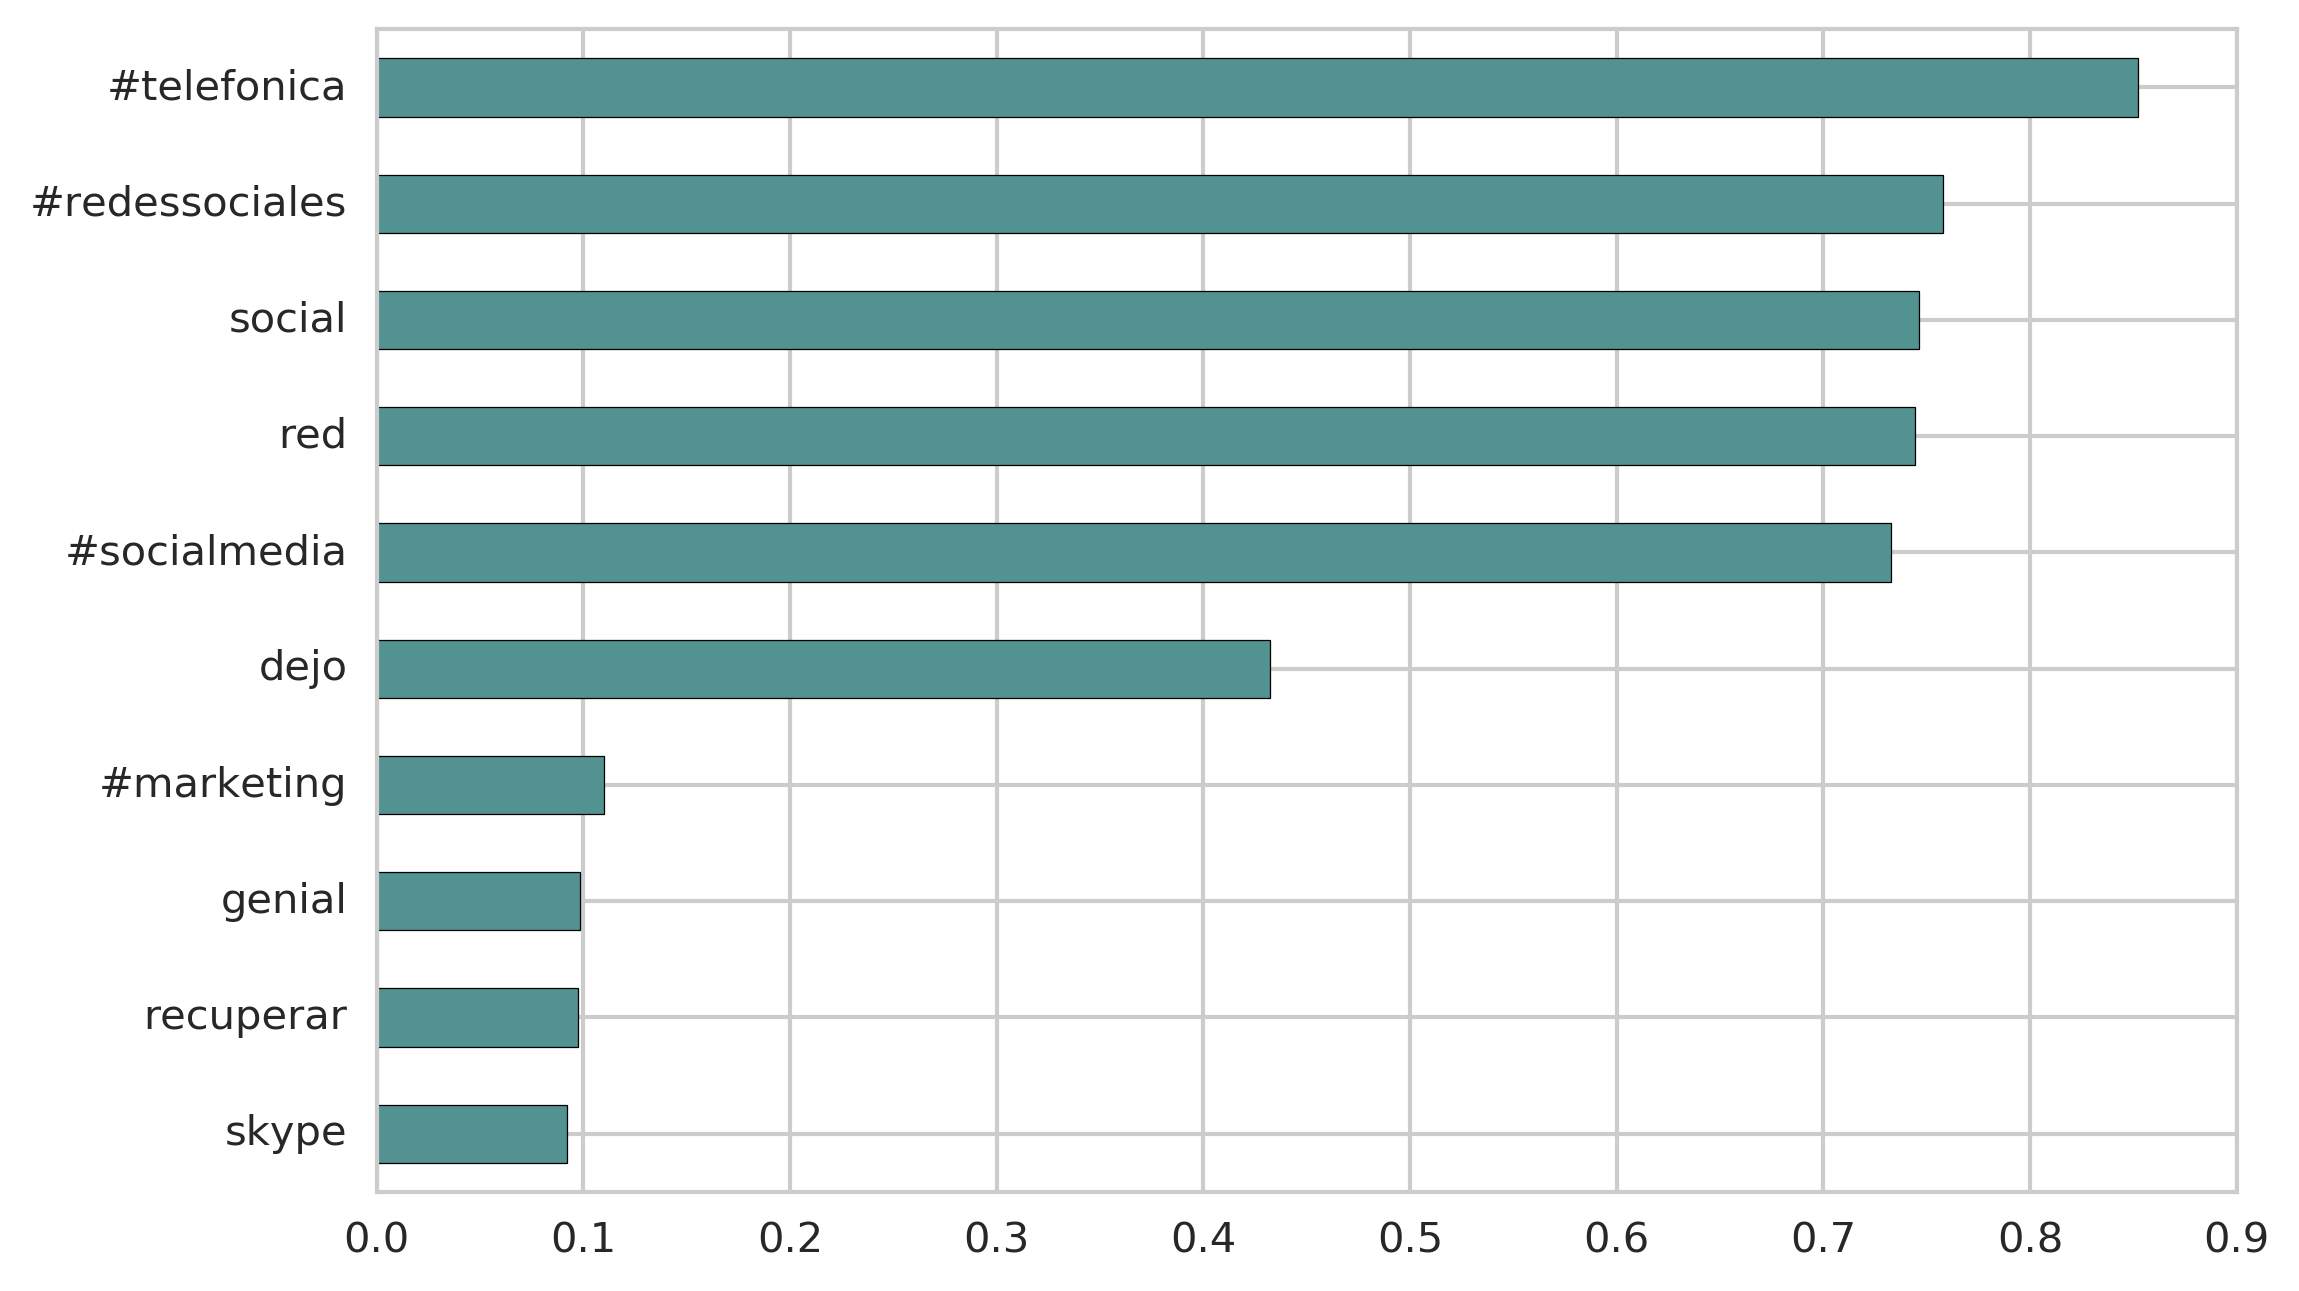 #telefonica
#redessociales
social
red
#socialmedia
dejo
#marketing
genial
recuperar
skype
0.0 0.1 0.2 0.3 0.4 0.5 0.6 0.7 0.8 0.9